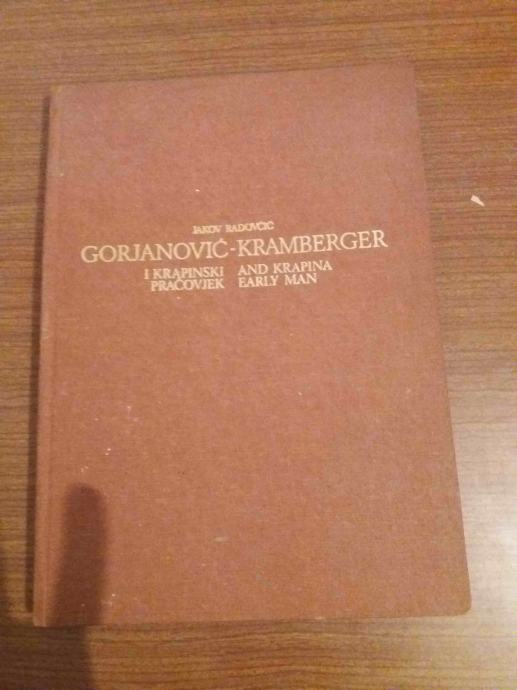 JAKOV RADOVČIĆ
GORJANOVIĆ-KRAMBERGER
I KRAPINSKI AND KRAPINA
PRAČOVJEK EARLY MAN